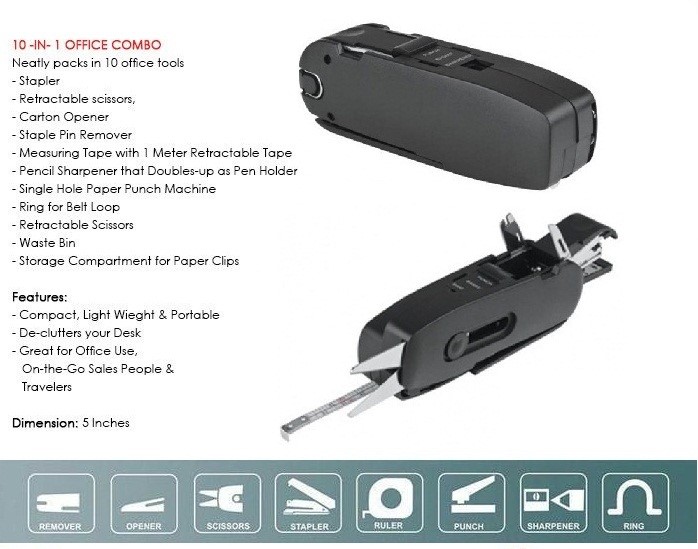 10 -IN- 1 OFFICE COMBO
Neatly packs in 10 office tools
- Stapler
- Retractable scissors,
- Carton Opener
- Staple Pin Remover
- Measuring Tape with 1 Meter Retractable Tape
- Pencil Sharpener that Doubles-up as Pen Holder
- Single Hole Paper Punch Machine
- Ring for Belt Loop
- Retractable Scissors
- Waste Bin
- Storage Compartment for Paper Clips
Features:
- Compact, Light Wieght & Portable
- De-clutters your Desk
- Great for Office Use,
On-the-Go Sales People &
Travelers
Dimension: 5 Inches
REMOVER OPENER SCISSORS STAPLER RULER PUNCH SHARPENER RING